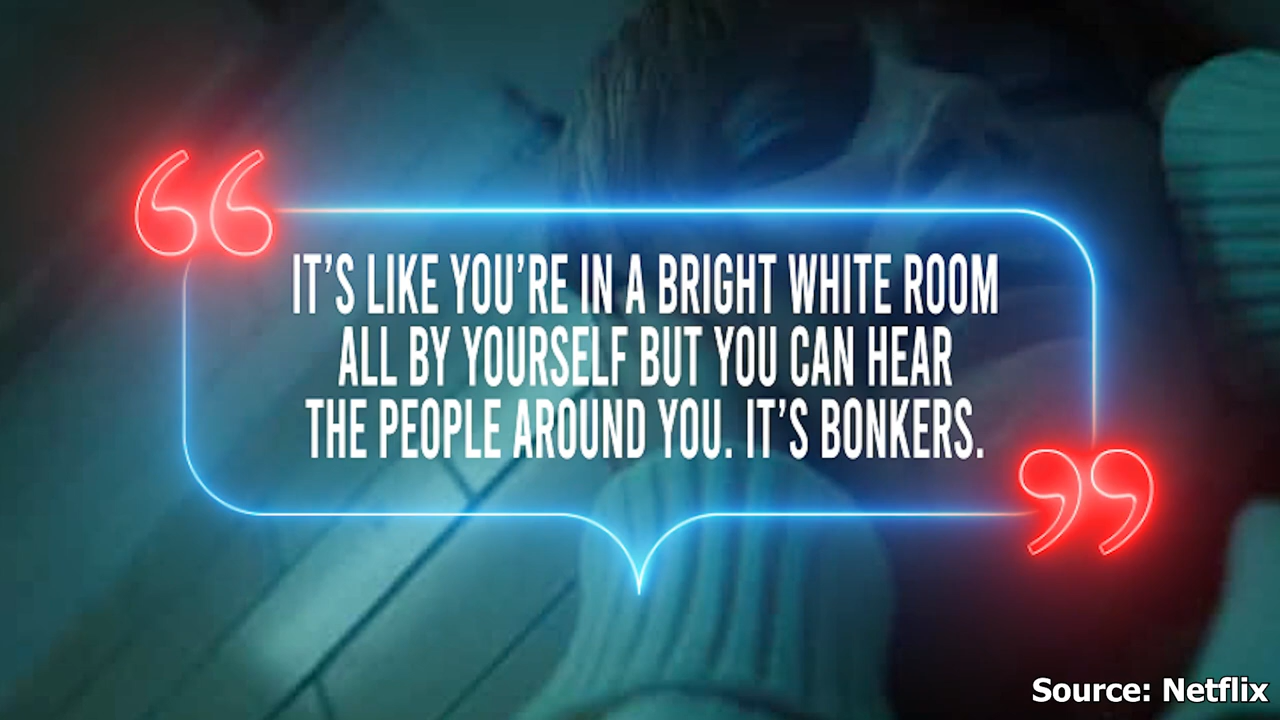 “
IT’S LIKE YOU’RE IN A BRIGHT WHITE ROOM
ALL BY YOURSELF BUT YOU CAN HEAR
THE PEOPLE AROUND YOU. IT’S BONKERS.
”
Source: Netflix